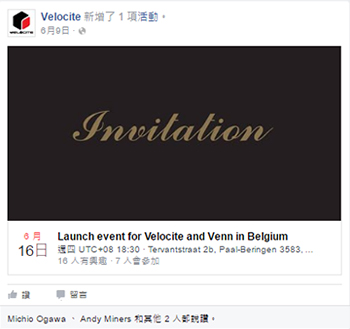 Velocite 新增了 1 項活動。
6月9日 ·
VELOCITE
Invitation
6 月
16日
Launch event for Velocite and Venn in Belgium
週四 UTC+08 18:30 · Tervantstraat 2b, Paal-Beringen 3583, ...
16 人有興趣 · 7 人會參加
讚 留言
Michio Ogawa、Andy Miners 和其他 2 人都說讚。